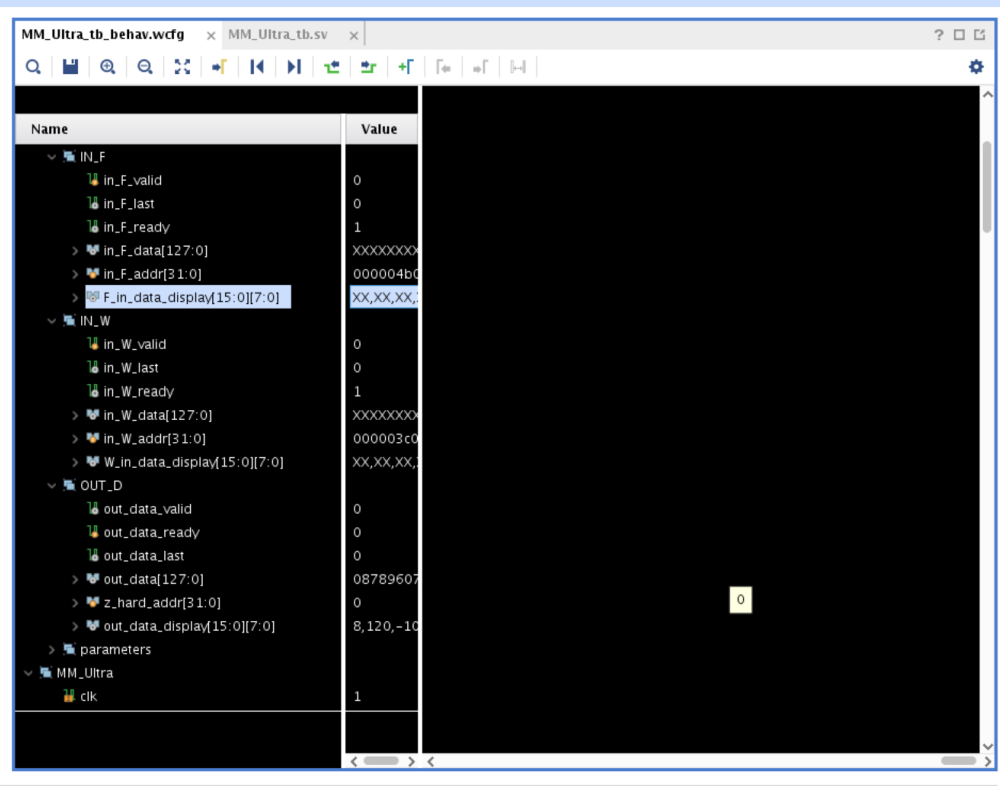 MM_Ultra_tb_behav.wcfg × MM_Ultra_tb.sv ×
Name Value
IN_F
in_F_valid 0
in_F_last 0
in_F_ready 1
in_F_data[127:0] XXXXXXXX
in_F_addr[31:0] 000004b0
F_in_data_display[15:0][7:0] XX,XX,XX,
IN_W
in_W_valid 0
in_W_last 0
in_W_ready 1
in_W_data[127:0] XXXXXXXX
in_W_addr[31:0] 000003c0
W_in_data_display[15:0][7:0] XX,XX,XX,
OUT_D
out_data_valid 0
out_data_ready 0
out_data_last 0
out_data[127:0] 08789607
z_hard_addr[31:0] 0
0
out_data_display[15:0][7:0] 8,120,-10
parameters
MM_Ultra
clk 1